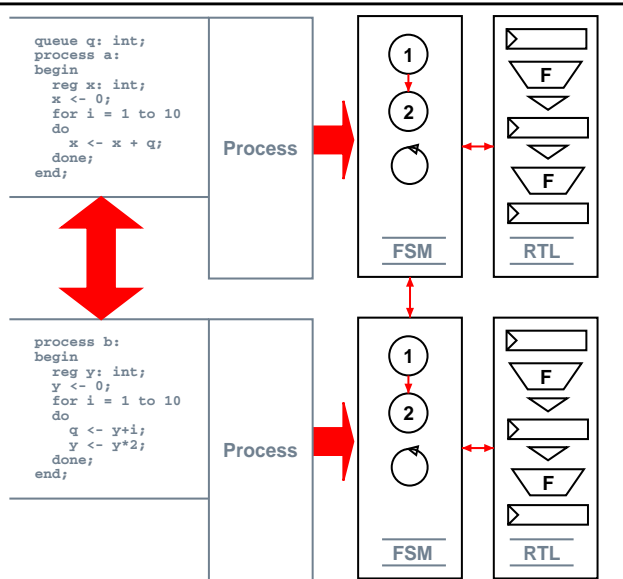 queue q: int;
process a:
begin
  reg x: int;
  x <- 0;
  for i = 1 to 10
  do
    x <- x + q;
  done;
end;
Process
1
2
FSM
F
F
RTL
process b:
begin
  reg y: int;
  y <- 0;
  for i = 1 to 10
  do
    q <- y+i;
    y <- y*2;
  done;
end;
Process
1
2
FSM
F
F
RTL